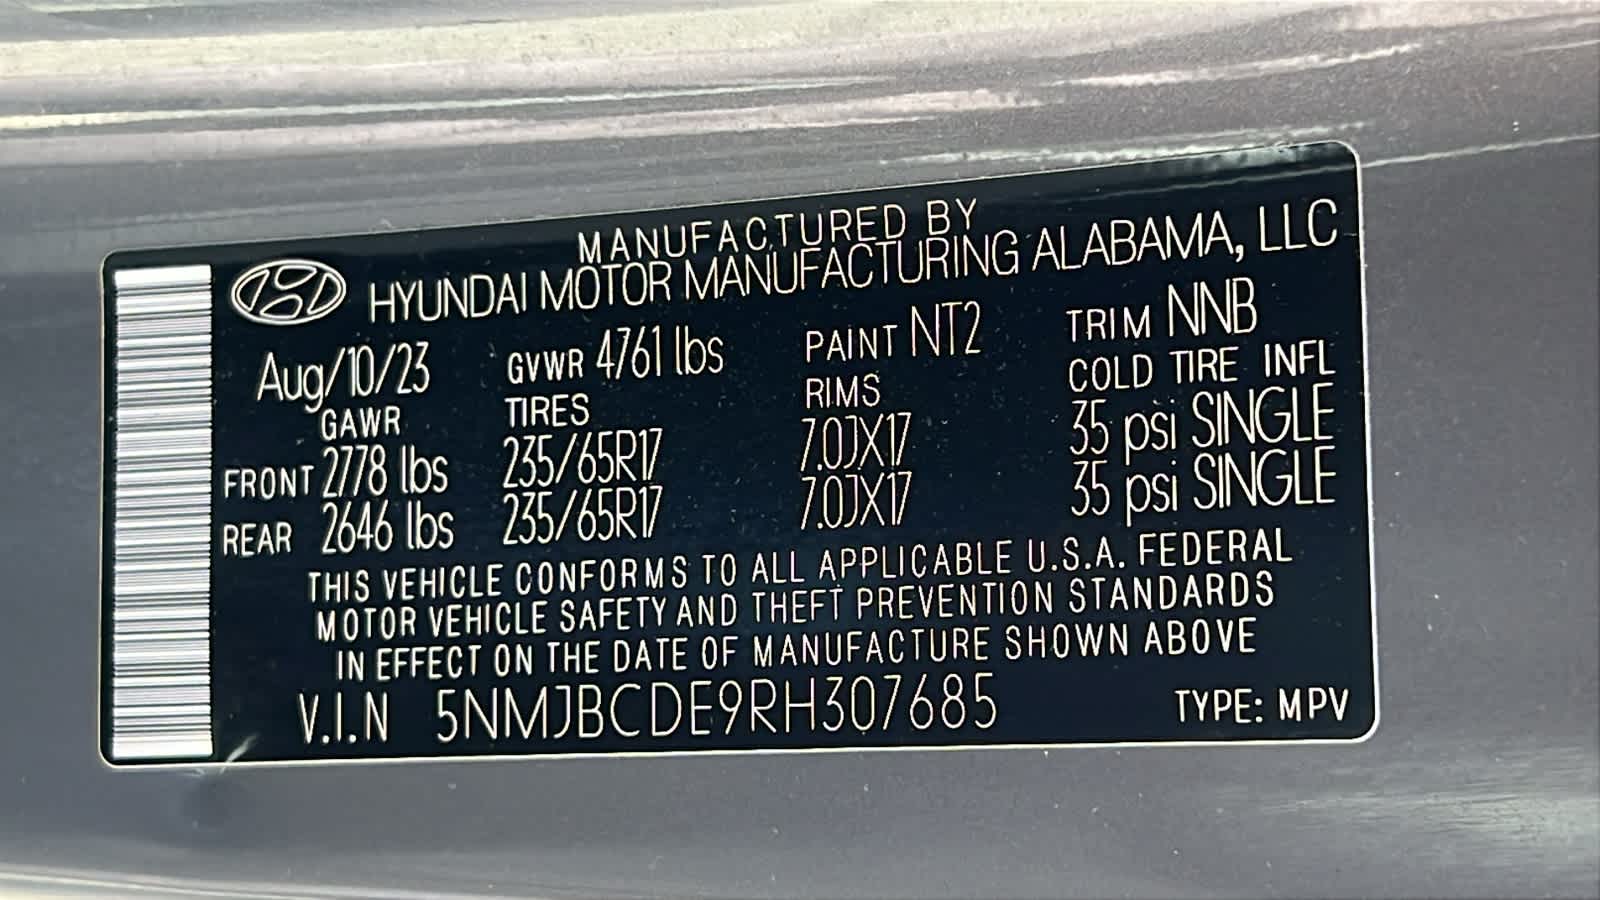 MANUFACTURED BY
HYUNDAI MOTOR MANUFACTURING ALABAMA, LLC
Aug/10/23 GVWR 4761 lbs PAINT NT2 TRIM NNB
GAWR TIRES RIMS COLD TIRE INFL
FRONT 2778 lbs 235/65R17 7.0JX17 35 psi SINGLE
REAR 2646 lbs 235/65R17 7.0JX17 35 psi SINGLE
THIS VEHICLE CONFORMS TO ALL APPLICABLE U.S.A. FEDERAL
MOTOR VEHICLE SAFETY AND THEFT PREVENTION STANDARDS
IN EFFECT ON THE DATE OF MANUFACTURE SHOWN ABOVE
V.I.N 5NMJBCDE9RH307685 TYPE: MPV